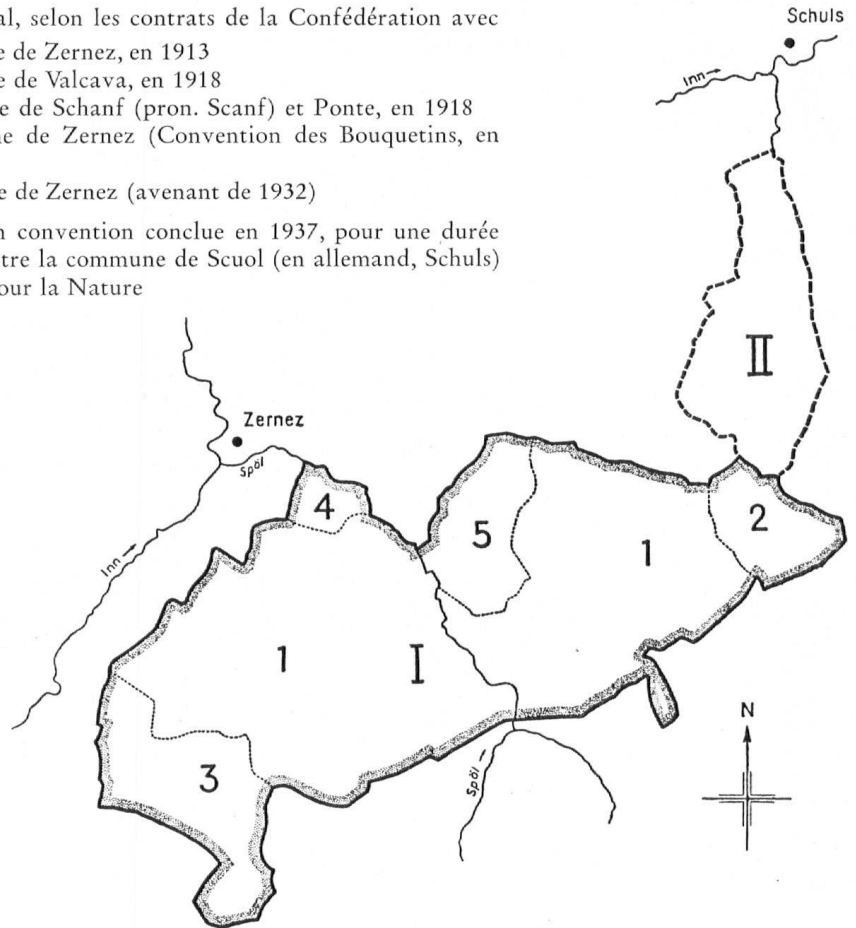 al, selon les contrats de la Confédération avec
e de Zernez, en 1913
e de Valcava, en 1918
e de Schanf (pron. Scanf) et Ponte, en 1918
e de Zernez (Convention des Bouquetins, en
e de Zernez (avenant de 1932)
n convention conclue en 1937, pour une durée
tre la commune de Scuol (en allemand, Schuls)
our la Nature
Schuls
Inn →
II
Zernez
Spöl
4
5
1
2
Inn →
1
I
3
Spöl →
N